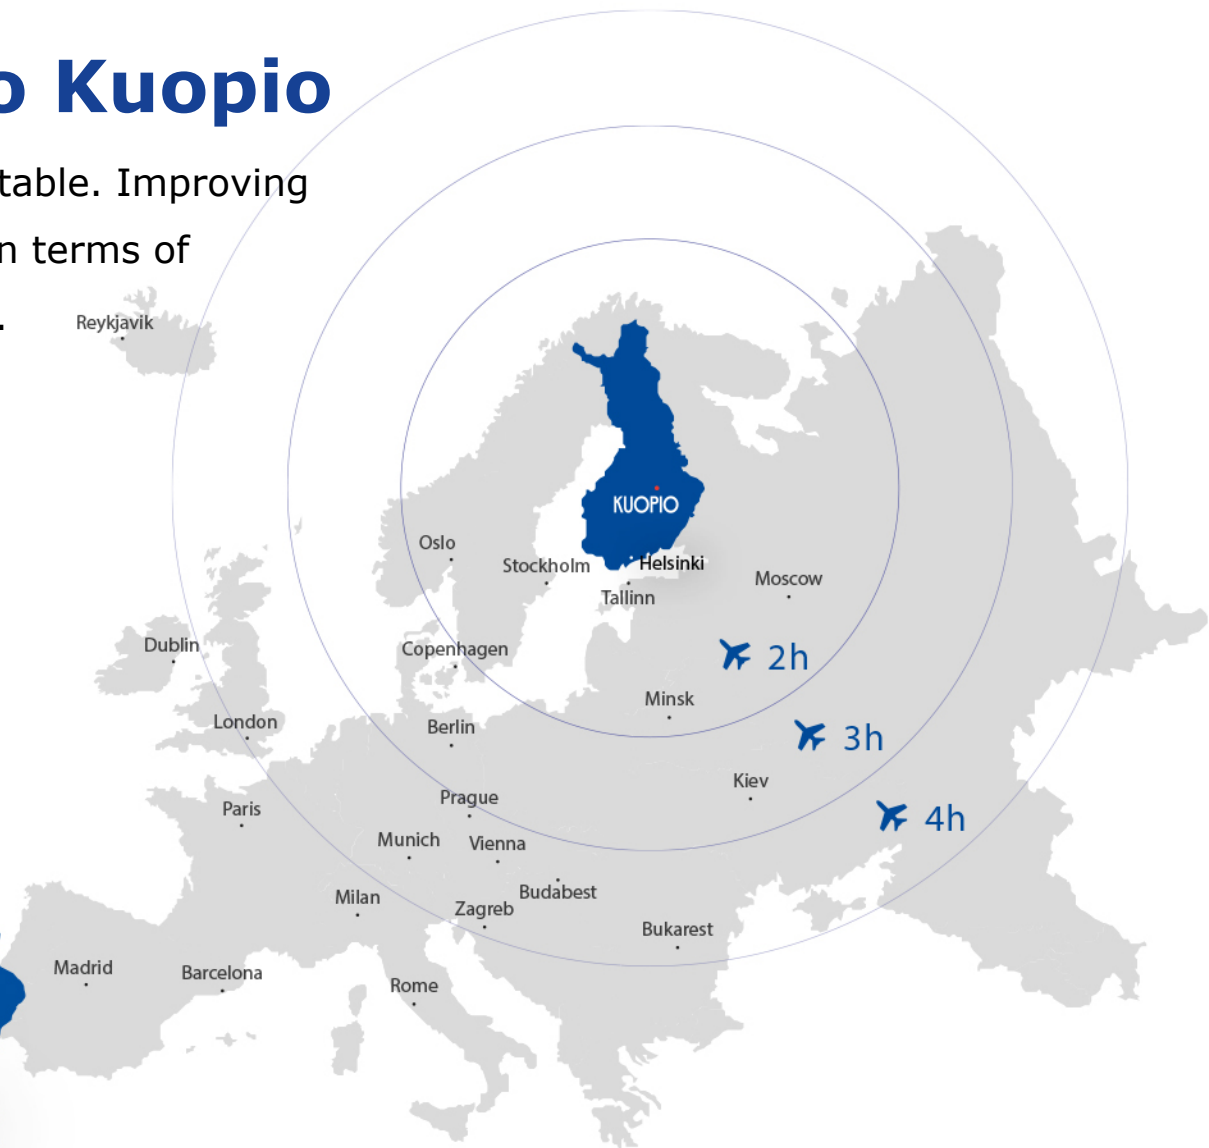 o Kuopio
table. Improving
n terms of
.
Reykjavik
KUOPIO
Oslo
Stockholm
Helsinki
Tallinn
Moscow
Dublin
Copenhagen
2h
Minsk
London
Berlin
3h
Kiev
Prague
Paris
4h
Munich
Vienna
Budabest
Milan
Zagreb
Bukarest
Madrid
Barcelona
Rome